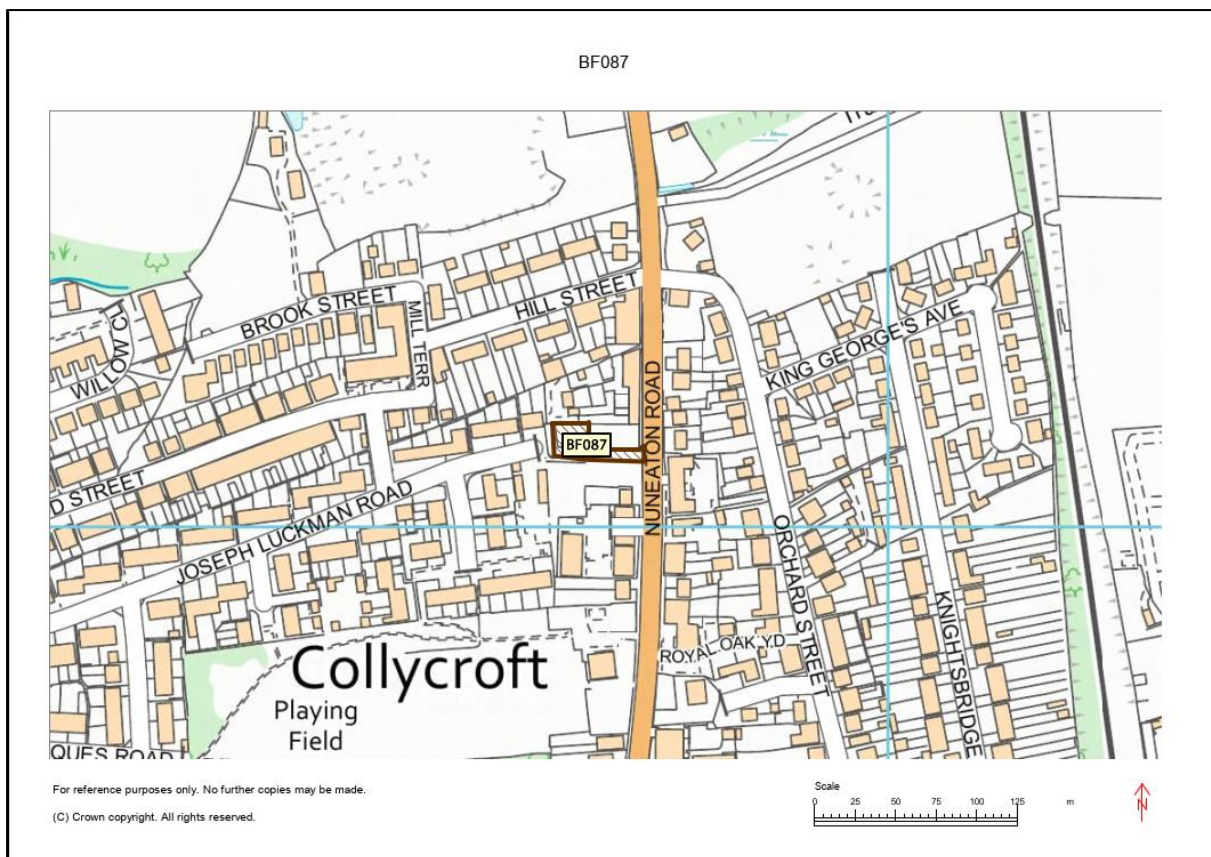 BF087
Tra
BROOK STREET
HILL STREET
MILL TERR
WILLOW CL
KING GEORGE'S AVE
NUNEATON ROAD
BF087
D STREET
JOSEPH LUCKMAN ROAD
ORCHARD STREET
KNIGHTSBRIDGE
ROYAL OAK YD
Collycroft
Playing
Field
QUES ROAD
For reference purposes only. No further copies may be made.
(C) Crown copyright. All rights reserved.
Scale
0 25 50 75 100 125 m
N